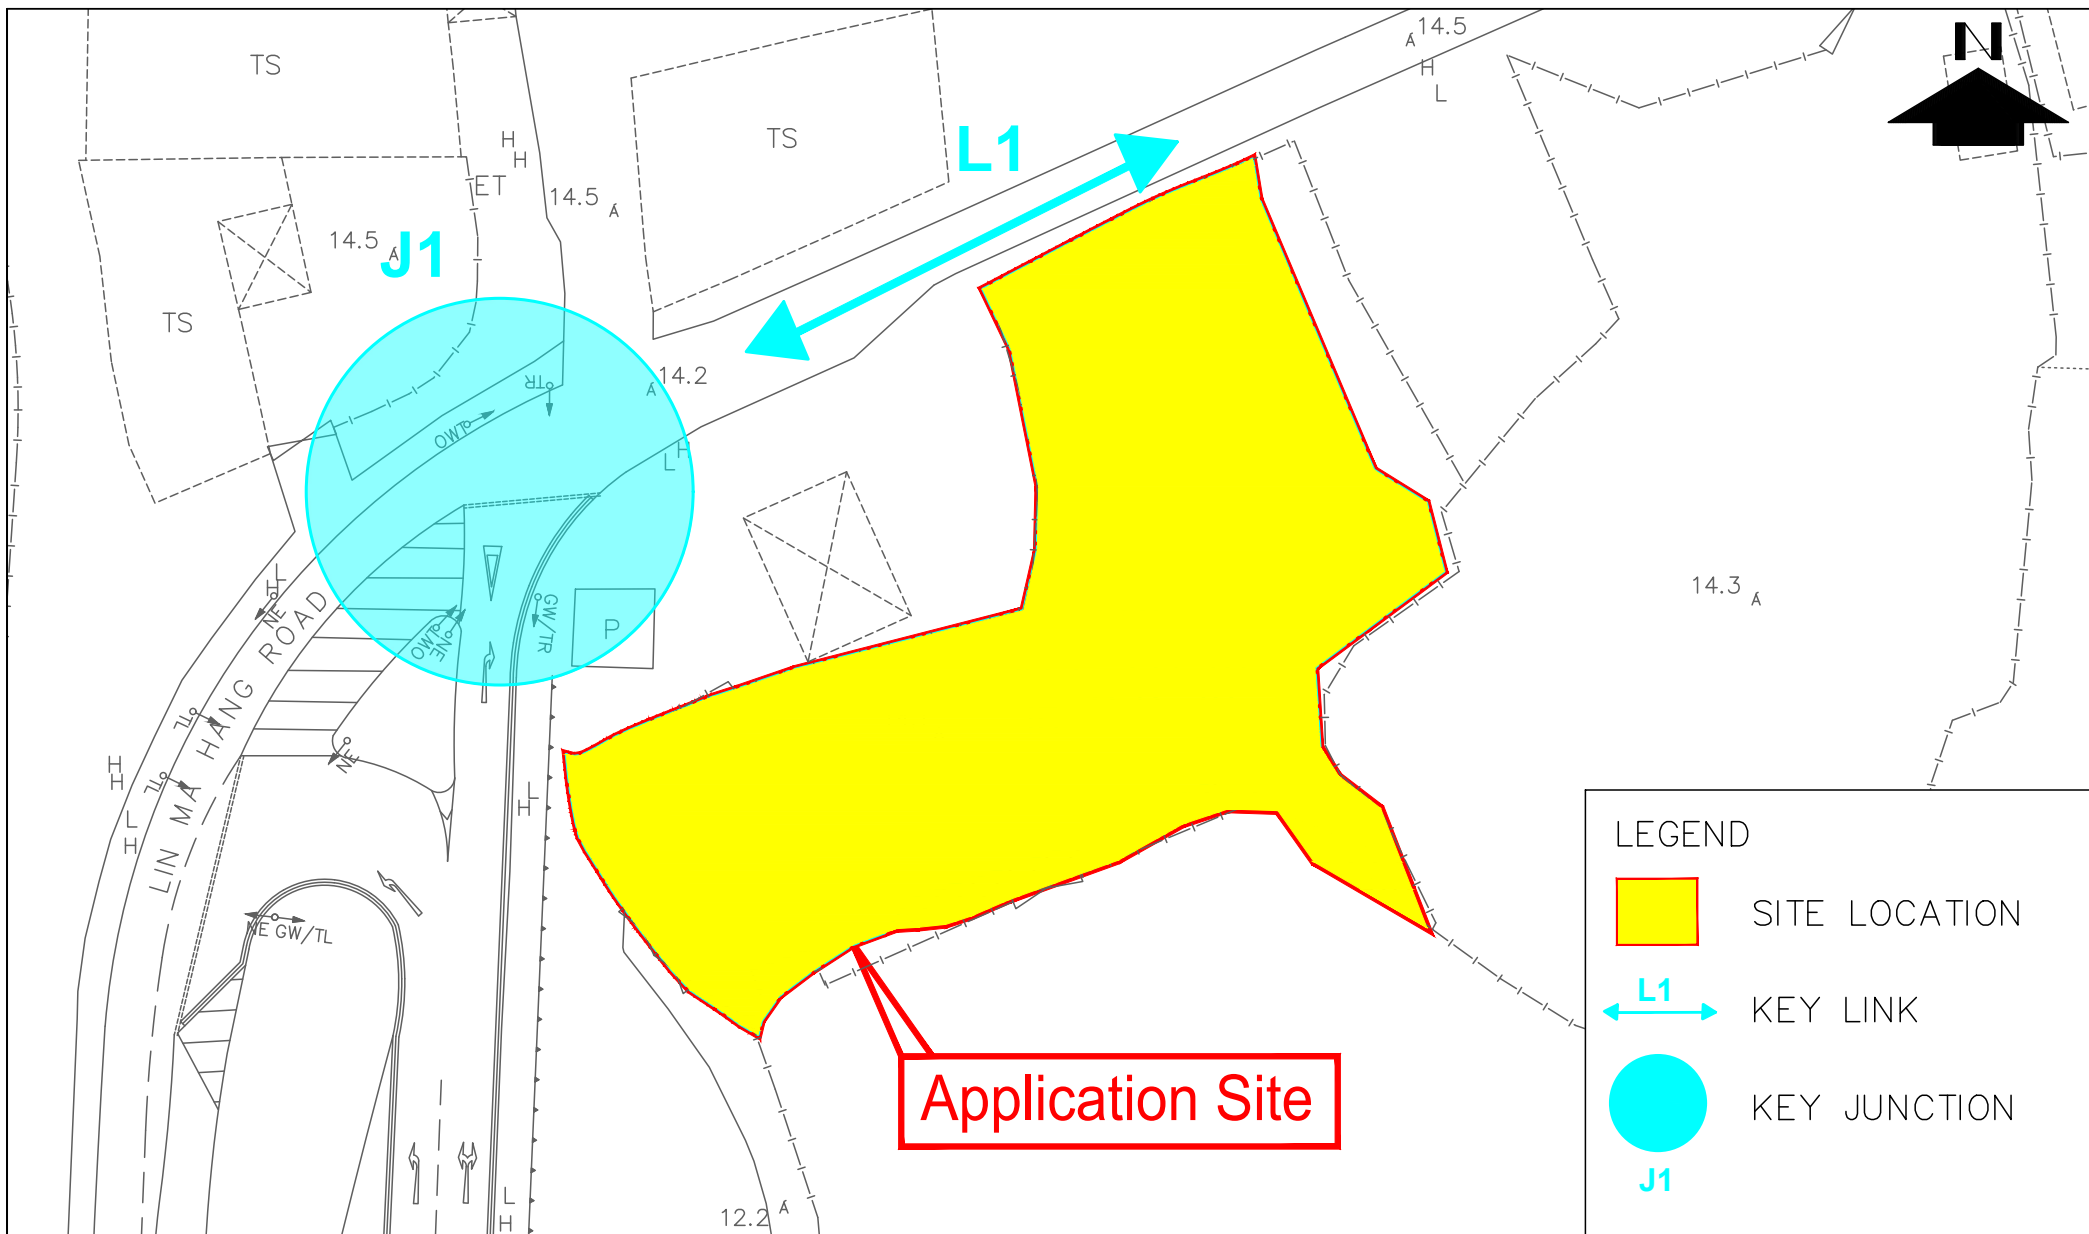 TS
14.5
H
L
N
TS
L1
H
H
ET
14.5
14.5
J1
TS
TR
14.2
LMO
H
L
L
H
NE
GW/TR
P
LMO
NE
14.3
LIN MA HANG ROAD
TL
TL
NE
H
H
L
H
L
H
NE GW/TL
Application Site
12.2
L
H
LEGEND
SITE LOCATION
L1
KEY LINK
KEY JUNCTION
J1